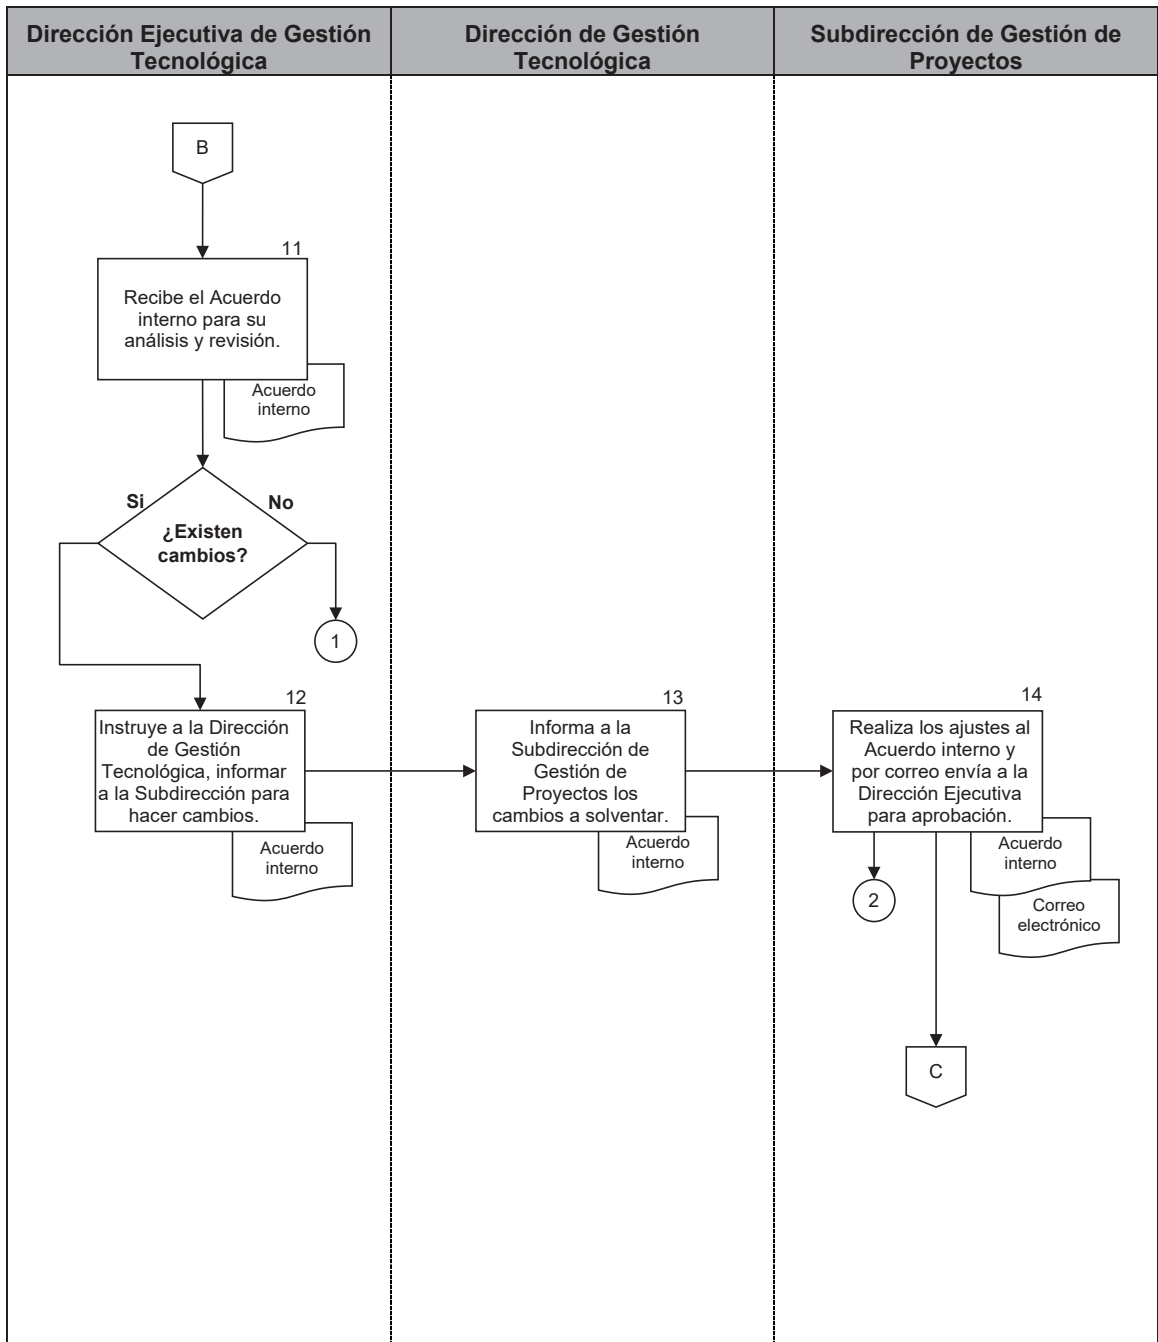 Dirección Ejecutiva de Gestión
Tecnológica
Dirección de Gestión
Tecnológica
Subdirección de Gestión de
Proyectos
B
11
Recibe el Acuerdo
interno para su
análisis y revisión.
Acuerdo
interno
Si
No
¿Existen
cambios?
1
12
Instruye a la Dirección
de Gestión
Tecnológica, informar
a la Subdirección para
hacer cambios.
Acuerdo
interno
13
Informa a la
Subdirección de
Gestión de
Proyectos los
cambios a solventar.
Acuerdo
interno
14
Realiza los ajustes al
Acuerdo interno y
por correo envía a la
Dirección Ejecutiva
para aprobación.
Acuerdo
interno
Correo
electrónico
2
C